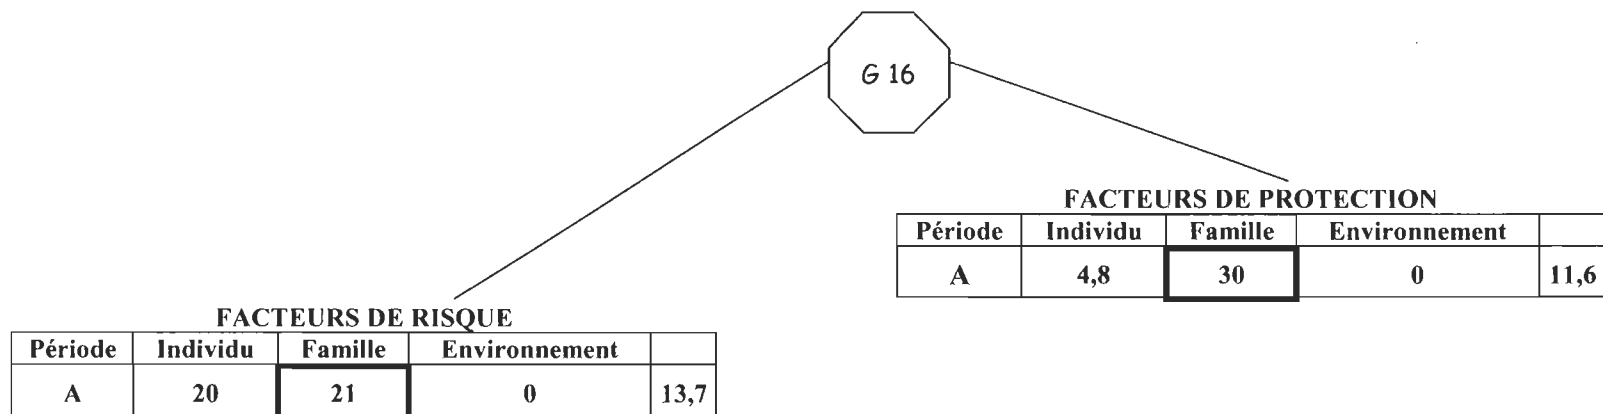 G 16
FACTEURS DE PROTECTION
Période Individu Famille Environnement
A 4,8 30 0 11,6
FACTEURS DE RISQUE
Période Individu Famille Environnement
A 20 21 0 13,7